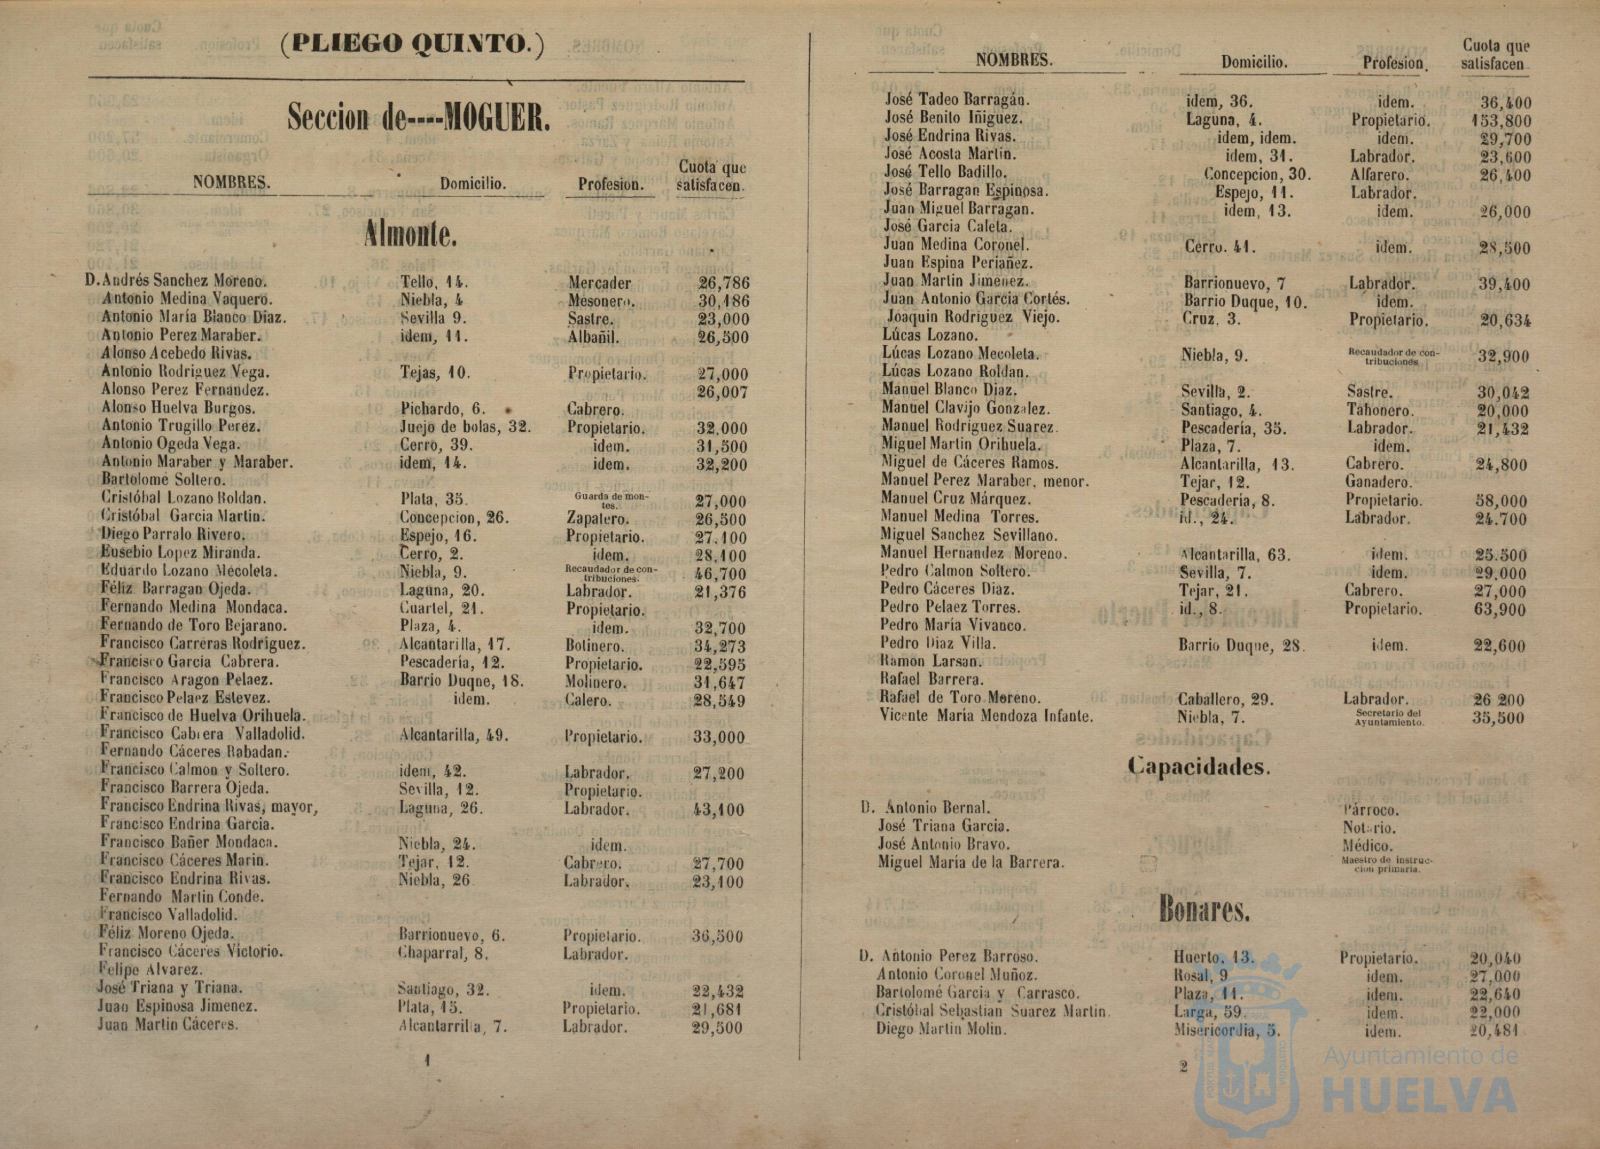 (PLIEGO QUINTO.)
Seccion de----MOGUER.
NOMBRES. Domicilio. Profesion. Cuota que satisfacen.
Almonte.
D. Andrés Sanchez Moreno. Tello, 14. Mercader 26,786
Antonio Medina Vaquero. Niebla, 4 Mesonero. 30,186
Antonio María Blanco Diaz. Sevilla 9. Sastre. 23,000
Antonio Perez Maraber. idem, 11. Albañil. 26,500
Alonso Acebedo Rivas.
Antonio Rodriguez Vega. Tejas, 10. Propietario. 27,000
Alonso Perez Fernandez. 26,007
Alonso Huelva Burgos. Pichardo, 6. Cabrero.
Antonio Trugillo Perez. Juejo de bolas, 32. Propietario. 32,000
Antonio Ogeda Vega. Cerro, 39. idem. 31,500
Antonio Maraber y Maraber. idem, 14. idem. 32,200
Bartolomé Soltero.
Cristóbal Lozano Roldan. Plata, 35. Guarda de montes. 27,000
Cristóbal Garcia Martin. Concepcion, 26. Zapatero. 26,500
Diego Parralo Rivero. Espejo, 16. Propietario. 27,100
Eusebio Lopez Miranda. Cerro, 2. idem. 28,100
Eduardo Lozano Mecoleta. Niebla, 9. Recaudador de contribuciones. 46,700
Féliz Barragan Ojeda. Laguna, 20. Labrador. 21,376
Fernando Medina Mondaca. Cuartel, 21. Propietario.
Fernando de Toro Bejarano. Plaza, 4. idem. 32,700
Francisco Carreras Rodriguez. Alcantarilla, 17. Botinero. 34,273
Francisco Garcia Cabrera. Pescadería, 12. Propietario. 22,595
Francisco Aragon Pelaez. Barrio Duque, 18. Molinero. 31,647
Francisco Pelaez Estevez. idem. Calero. 28,549
Francisco de Huelva Orihuela.
Francisco Cabrera Valladolid. Alcantarilla, 49. Propietario. 33,000
Fernando Cáceres Rabadan.
Francisco Calmon y Soltero. idem, 42. Labrador. 27,200
Francisco Barrera Ojeda. Sevilla, 12. Propietario.
Francisco Endrina Rivas, mayor, Laguna, 26. Labrador. 43,100
Francisco Endrina Garcia.
Francisco Bañer Mondaca. Niebla, 24. idem.
Francisco Cáceres Marin. Tejar, 12. Cabrero. 27,700
Francisco Endrina Rivas. Niebla, 26 Labrador. 23,100
Fernando Martin Conde.
Francisco Valladolid.
Féliz Moreno Ojeda. Barrionuevo, 6. Propietario. 36,500
Francisco Cáceres Victorio. Chaparral, 8. Labrador.
Felipe Alvarez.
José Triana y Triana. Santiago, 32. idem. 22,432
Juan Espinosa Jimenez. Plata, 15. Propietario. 21,681
Juan Martin Cáceres. Alcantarrilla, 7. Labrador. 29,500
1
NOMBRES. Domicilio. Profesion. Cuota que satisfacen
José Tadeo Barragán. idem, 36. idem. 36,400
José Benito Iñiguez. Laguna, 4. Propietario. 153,800
José Endrina Rivas. idem, idem. idem. 29,700
José Acosta Martin. idem, 31. Labrador. 23,600
José Tello Badillo. Concepcion, 30. Alfarero. 26,400
José Barragan Espinosa. Espejo, 11. Labrador.
Juan Miguel Barragan. idem, 13. idem. 26,000
José Garcia Caleta.
Juan Medina Coronel. Cerro. 41. idem. 28,500
Juan Espina Periañez.
Juan Martin Jimenez. Barrionuevo, 7 Labrador. 39,400
Juan Antonio Garcia Cortés. Barrio Duque, 10. idem.
Joaquin Rodriguez Viejo. Cruz, 3. Propietario. 20,634
Lúcas Lozano.
Lúcas Lozano Mecoleta. Niebla, 9. Recaudador de contribuciones 32,900
Lúcas Lozano Roldan.
Manuel Blanco Diaz. Sevilla, 2. Sastre. 30,042
Manuel Clavijo Gonzalez. Santiago, 4. Tahonero. 20,000
Manuel Rodriguez Suarez. Pescadería, 35. Labrador. 21,432
Miguel Martin Orihuela. Plaza, 7. idem.
Miguel de Cáceres Ramos. Alcantarilla, 13. Cabrero. 24,800
Manuel Perez Maraber, menor. Tejar, 12. Ganadero.
Manuel Cruz Márquez. Pescadería, 8. Propietario. 58,000
Manuel Medina Torres. id., 24. Labrador. 24.700
Miguel Sanchez Sevillano.
Manuel Hernandez Moreno. Alcantarilla, 63. idem. 25.500
Pedro Calmon Soltero. Sevilla, 7. idem. 29,000
Pedro Cáceres Diaz. Tejar, 21. Cabrero. 27,000
Pedro Pelaez Torres. id., 8. Propietario. 63,900
Pedro María Vivanco.
Pedro Diaz Villa. Barrio Duque, 28. idem. 22,600
Ramon Larsan.
Rafael Barrera.
Rafael de Toro Moreno. Caballero, 29. Labrador. 26 200
Vicente María Mendoza Infante. Niebla, 7. Secretario del Ayuntamiento. 35,500
Capacidades.
D. Antonio Bernal. Párroco.
José Triana Garcia. Notario.
José Antonio Bravo. Médico.
Miguel María de la Barrera. Maestro de instruccion primaria.
Bonares.
D. Antonio Perez Barroso. Huerto, 13. Propietario. 20,040
Antonio Coronel Muñoz. Rosal, 9 idem. 27,000
Bartolomé Garcia y Carrasco. Plaza, 11. idem. 22,640
Cristóbal Sebastian Suarez Martin. Larga, 59. idem. 22,000
Diego Martin Molin. Misericordia, 5. idem. 20,481
2
Ayuntamiento de
HUELVA